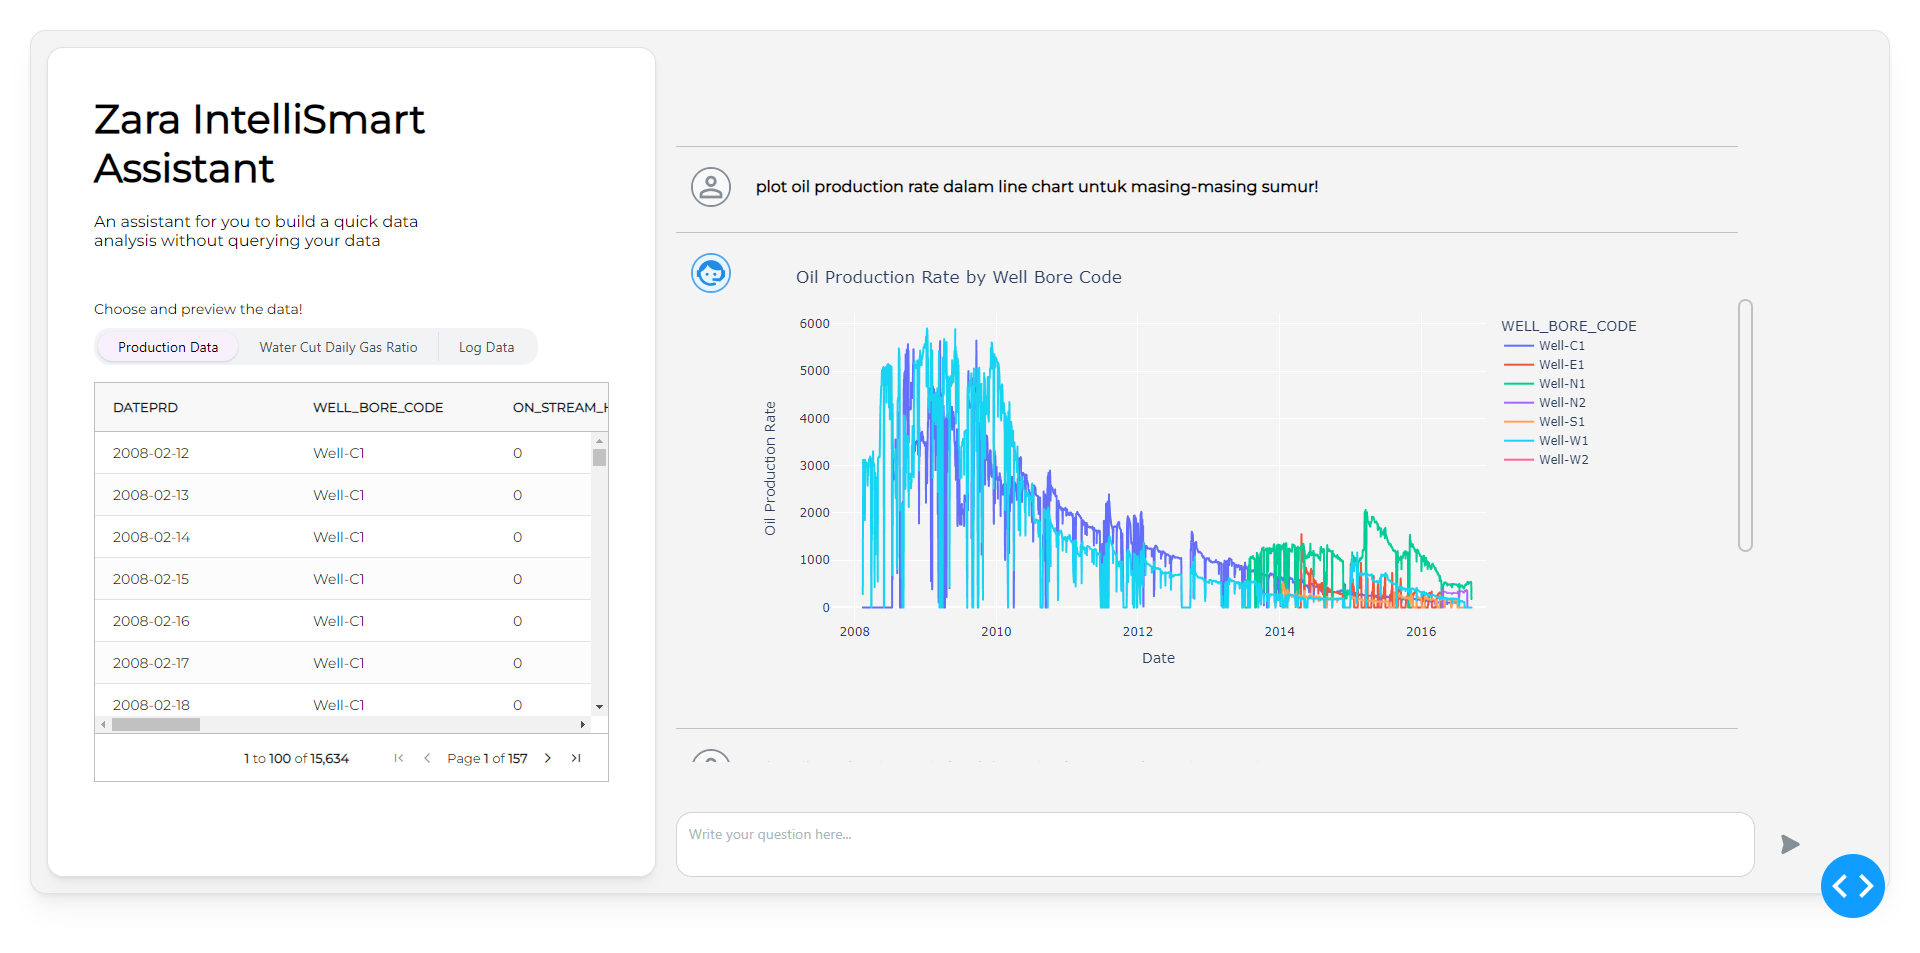 Zara IntelliSmart
Assistant
An assistant for you to build a quick data
analysis without querying your data
Choose and preview the data!
Production Data
Water Cut Daily Gas Ratio
Log Data
DATEPRD WELL_BORE_CODE ON_STREAM_H
2008-02-12 Well-C1 0
2008-02-13 Well-C1 0
2008-02-14 Well-C1 0
2008-02-15 Well-C1 0
2008-02-16 Well-C1 0
2008-02-17 Well-C1 0
2008-02-18 Well-C1 0
1 to 100 of 15,634 Page 1 of 157
plot oil production rate dalam line chart untuk masing-masing sumur!
Oil Production Rate by Well Bore Code
Oil Production Rate
6000
5000
4000
3000
2000
1000
0
2008 2010 2012 2014 2016
Date
WELL_BORE_CODE
Well-C1
Well-E1
Well-N1
Well-N2
Well-S1
Well-W1
Well-W2
Write your question here...